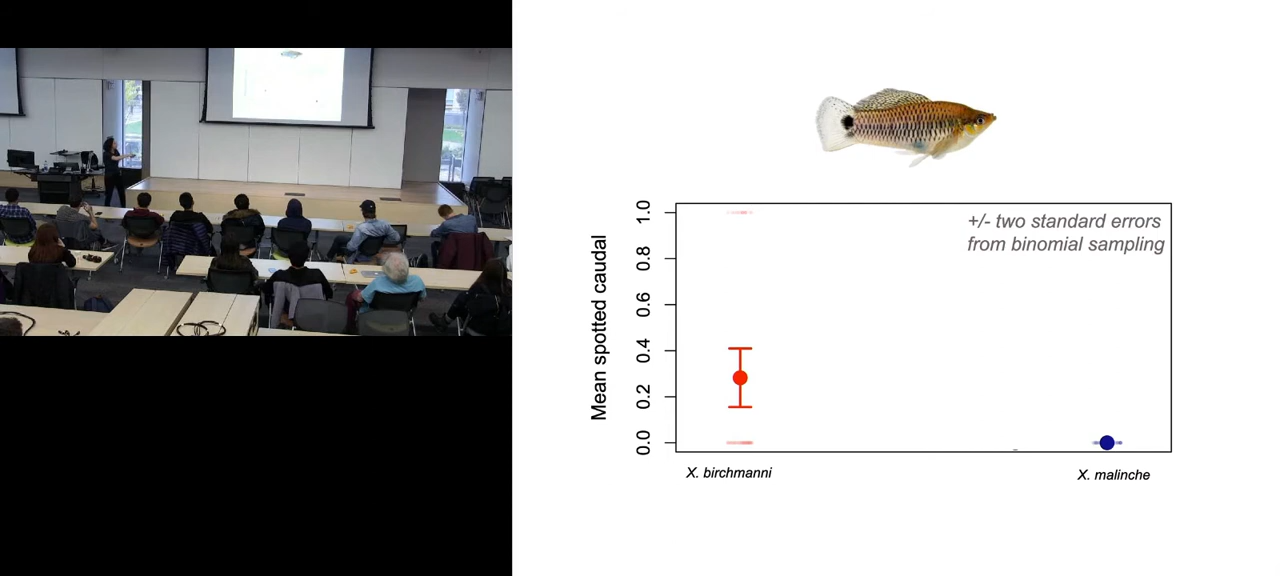 +/- two standard errors
from binomial sampling
Mean spotted caudal
1.0
0.8
0.6
0.4
0.2
0.0
X. birchmanni
X. malinche